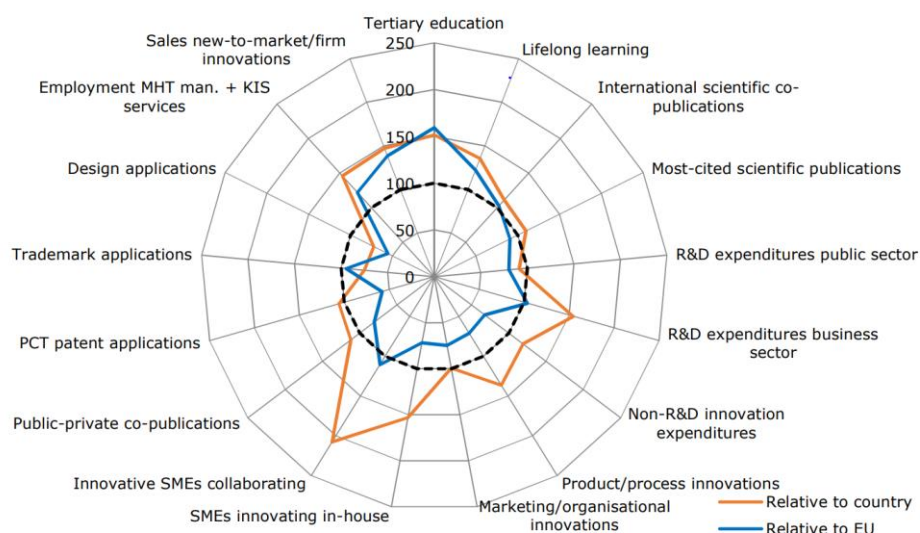 Tertiary education
250
Sales new-to-market/firm
innovations
Lifelong learning
200
Employment MHT man. + KIS
services
International scientific co-
publications
150
Design applications
Most-cited scientific publications
100
50
Trademark applications
R&D expenditures public sector
0
PCT patent applications
R&D expenditures business
sector
Public-private co-publications
Non-R&D innovation
expenditures
Innovative SMEs collaborating
Product/process innovations
SMEs innovating in-house
Marketing/organisational
innovations
Relative to country
Relative to EU